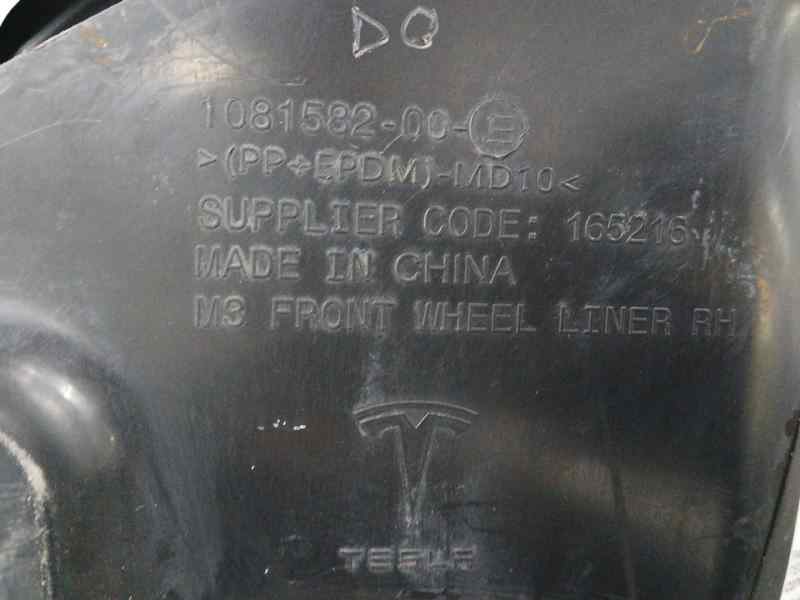 DQ
1081582-00-E
>(PP+EPDM)-MD10<
SUPPLIER CODE: 165216
MADE IN CHINA
M3 FRONT WHEEL LINER RH
TESLA